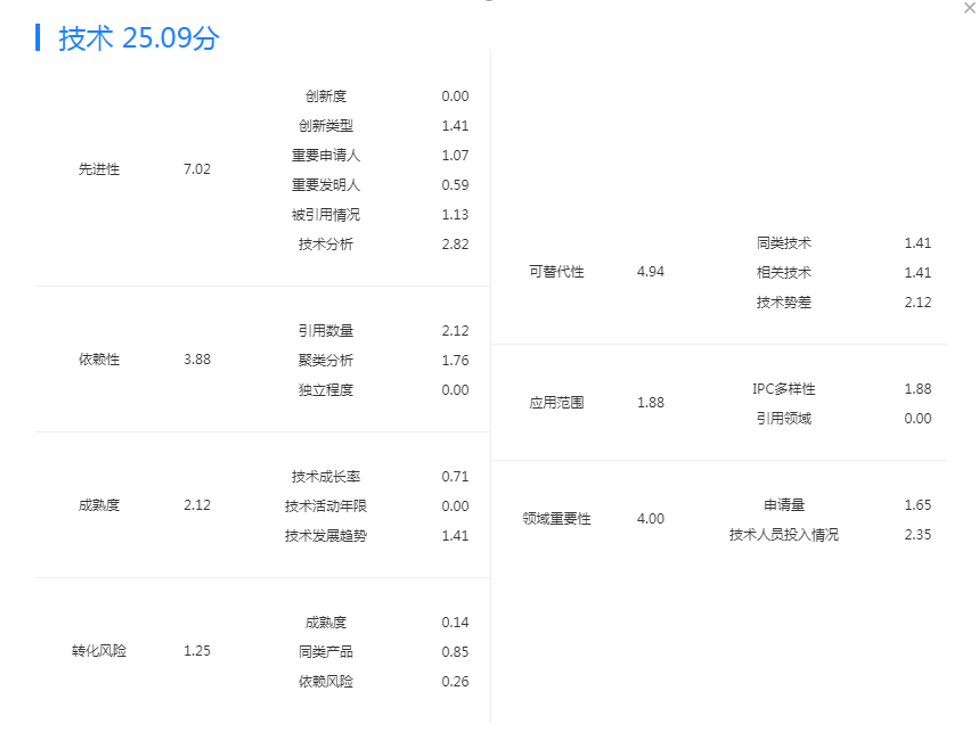 技术 25.09分
先进性 7.02
创新度 0.00
创新类型 1.41
重要申请人 1.07
重要发明人 0.59
被引用情况 1.13
技术分析 2.82
依赖性 3.88
引用数量 2.12
聚类分析 1.76
独立程度 0.00
成熟度 2.12
技术成长率 0.71
技术活动年限 0.00
技术发展趋势 1.41
转化风险 1.25
成熟度 0.14
同类产品 0.85
依赖风险 0.26
可替代性 4.94
同类技术 1.41
相关技术 1.41
技术势差 2.12
应用范围 1.88
IPC多样性 1.88
引用领域 0.00
领域重要性 4.00
申请量 1.65
技术人员投入情况 2.35